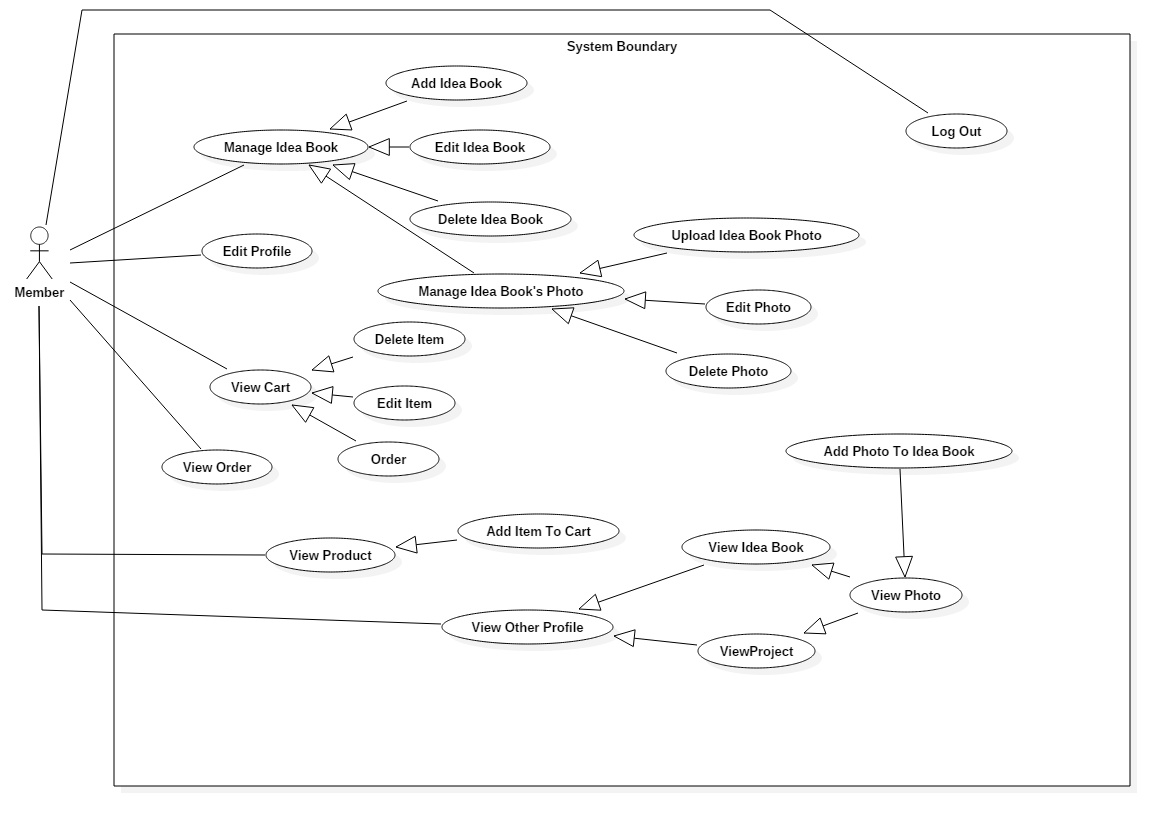 System Boundary
Add Idea Book
Log Out
Manage Idea Book
Edit Idea Book
Delete Idea Book
Upload Idea Book Photo
Edit Profile
Member
Manage Idea Book's Photo
Edit Photo
Delete Item
Delete Photo
View Cart
Edit Item
Order
View Order
Add Photo To Idea Book
Add Item To Cart
View Product
View Idea Book
View Photo
View Other Profile
ViewProject